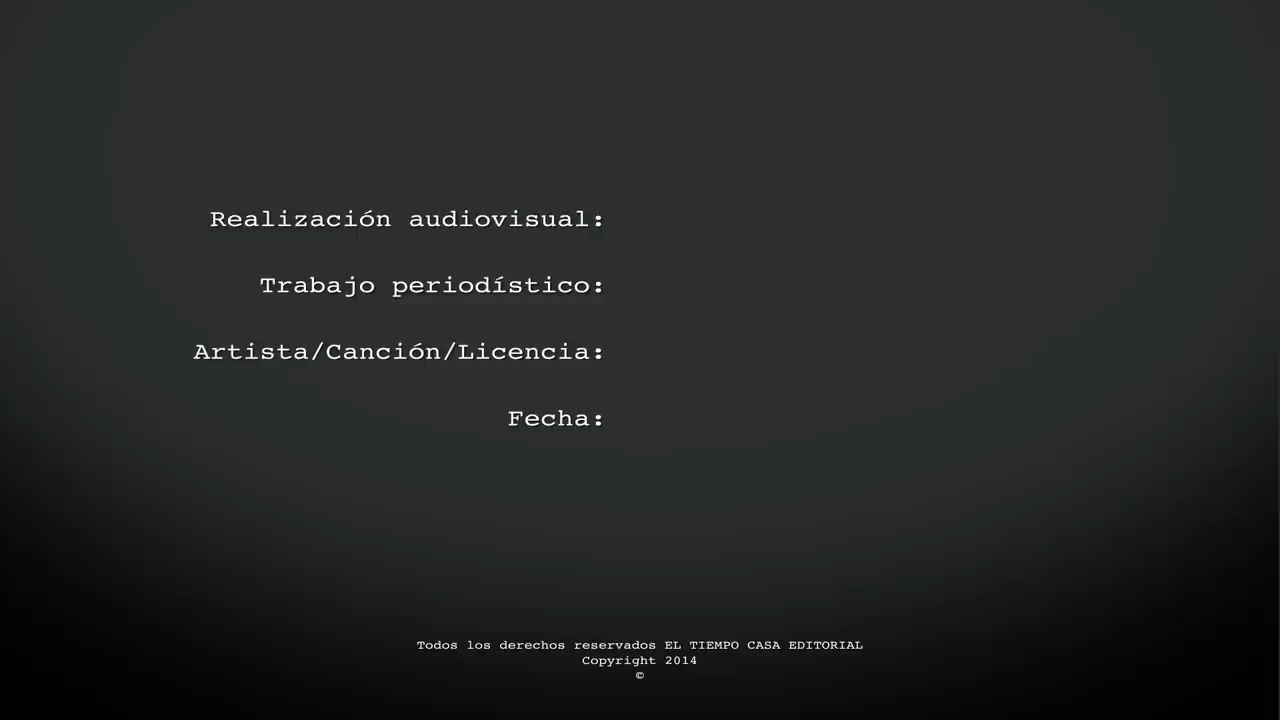 Realización audiovisual:
Trabajo periodístico:
Artista/Canción/Licencia:
Fecha:
Todos los derechos reservados EL TIEMPO CASA EDITORIAL
Copyright 2014
©